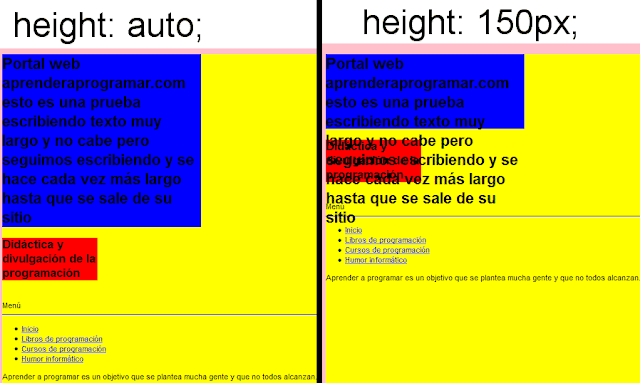 height: auto;
Portal web
aprenderaprogramar.com
esto es una prueba
escribiendo texto muy
largo y no cabe pero
seguimos escribiendo y se
hace cada vez más largo
hasta que se sale de su
sitio
Didáctica y
divulgación de la
programación
Menú
Inicio
Libros de programación
Cursos de programación
Humor informático
Aprender a programar es un objetivo que se plantea mucha gente y que no todos alcanzan.
height: 150px;
Portal web
aprenderaprogramar.com
esto es una prueba
escribiendo texto muy
largo y no cabe pero
seguimos escribiendo y se
hace cada vez más largo
hasta que se sale de su
sitio
Didáctica y
divulgación de la
programación
Menú
Inicio
Libros de programación
Cursos de programación
Humor informático
Aprender a programar es un objetivo que se plantea mucha gente y que no todos alcanzan.